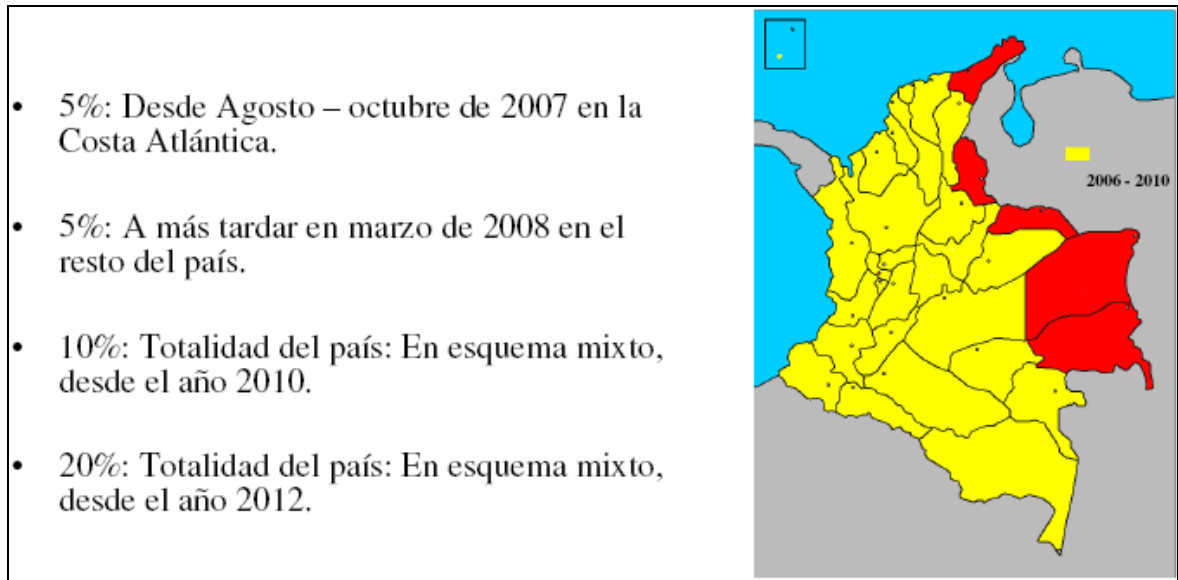 • 5%: Desde Agosto – octubre de 2007 en la
Costa Atlántica.
• 5%: A más tardar en marzo de 2008 en el
resto del país.
• 10%: Totalidad del país: En esquema mixto,
desde el año 2010.
• 20%: Totalidad del país: En esquema mixto,
desde el año 2012.
2006 - 2010